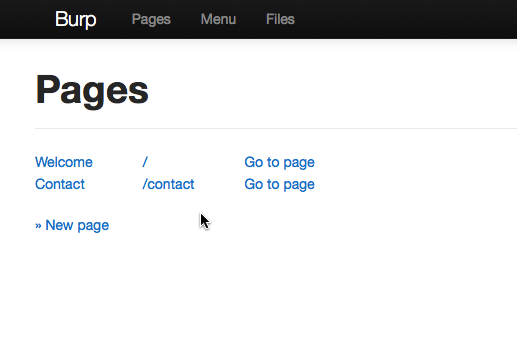 Burp Pages Menu Files
Pages
Welcome / Go to page
Contact /contact Go to page
» New page